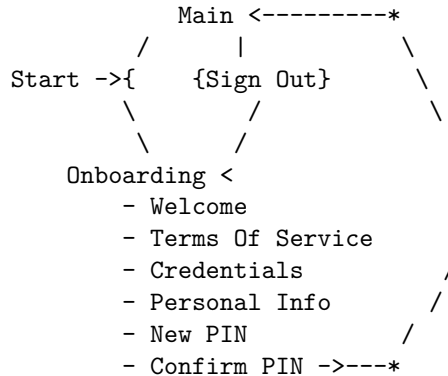 Main <---------*
/ | \
Start ->{ {Sign Out} \
\ / \
\ /
Onboarding <
- Welcome
- Terms Of Service
- Credentials /
- Personal Info /
- New PIN /
- Confirm PIN ->---*